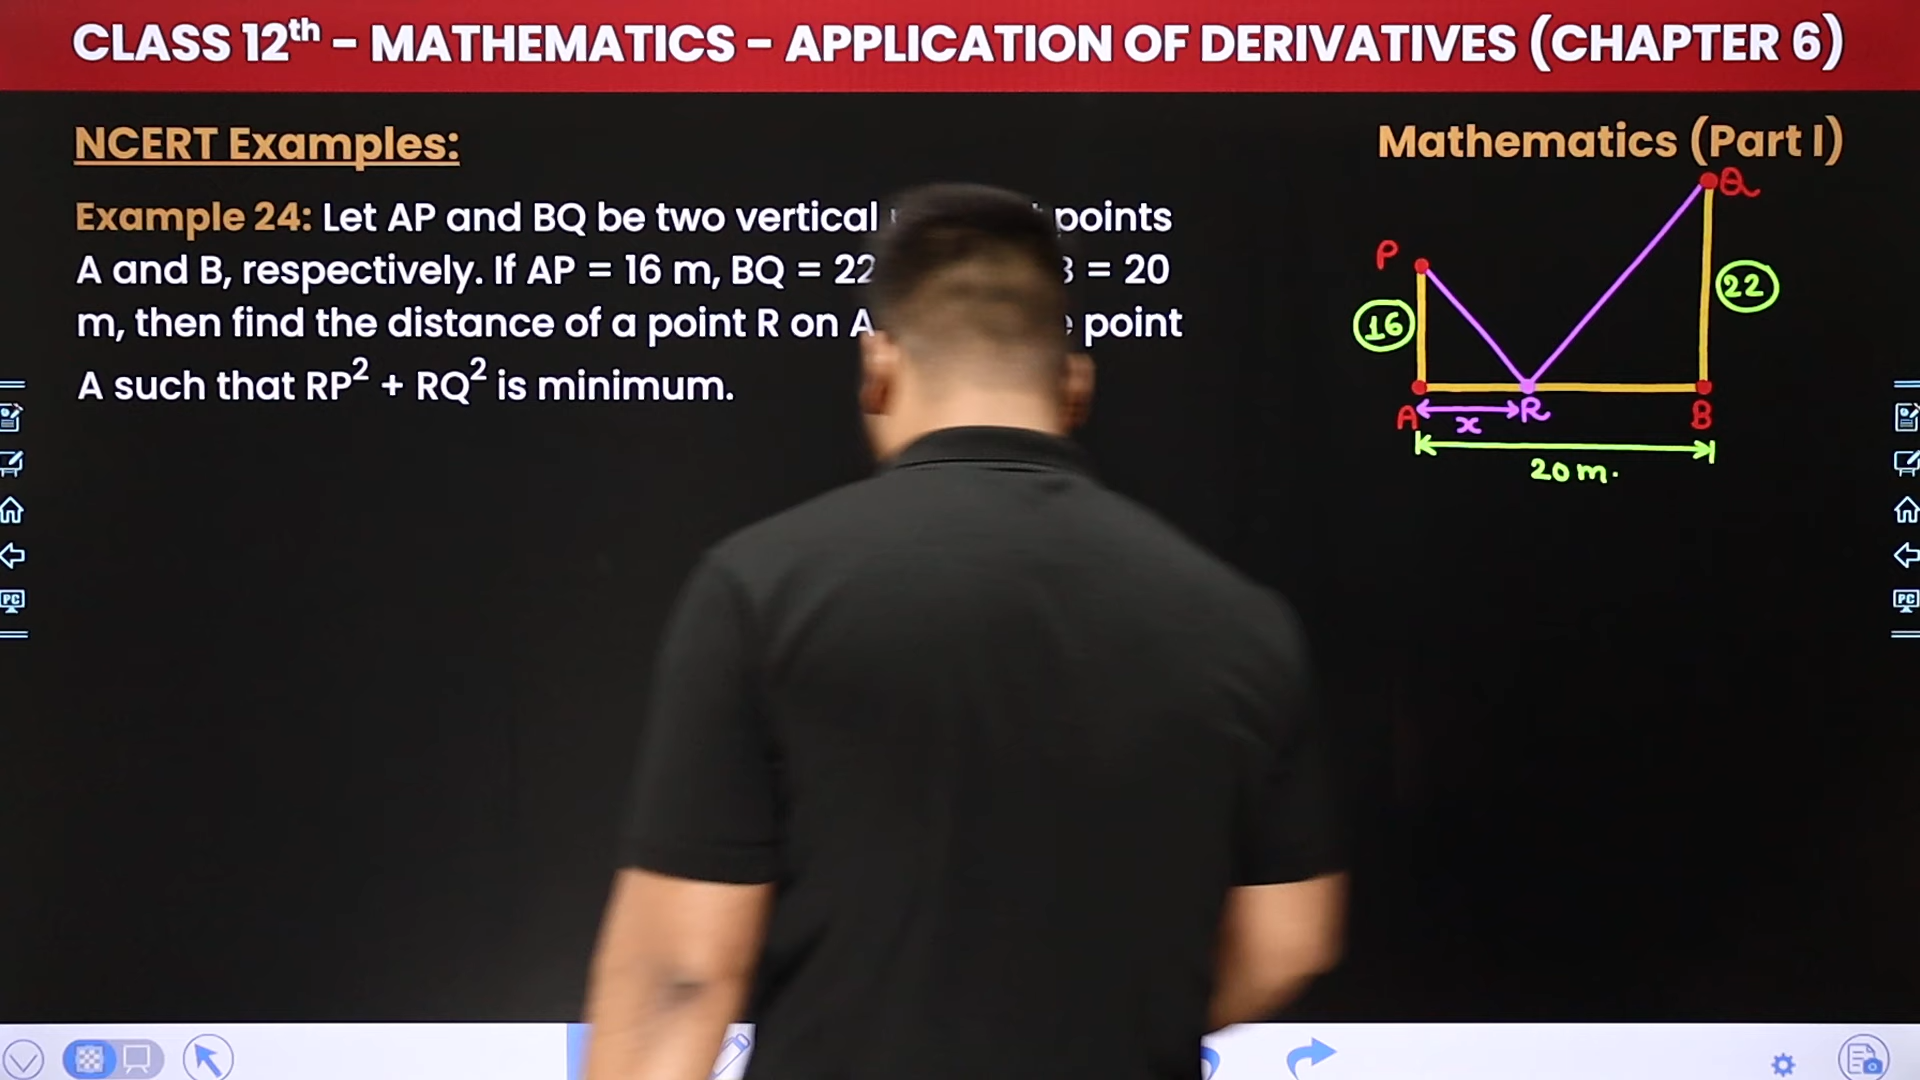 CLASS 12th - MATHEMATICS - APPLICATION OF DERIVATIVES (CHAPTER 6)
NCERT Examples:
Mathematics (Part I)
Example 24: Let AP and BQ be two vertical points
A and B, respectively. If AP = 16 m, BQ = 22 = 20
m, then find the distance of a point R on point
A such that RP² + RQ² is minimum.
Q
P
22
16
A R B
x
20 m.
PC PC